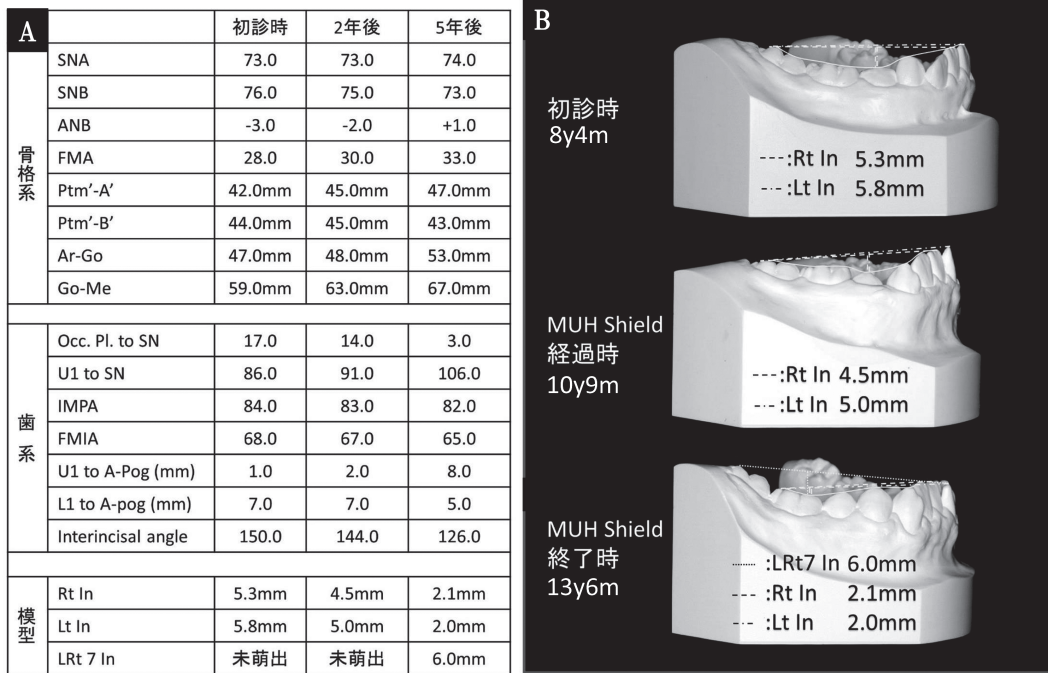 A
初診時 2年後 5年後
骨格系
SNA 73.0 73.0 74.0
SNB 76.0 75.0 73.0
ANB -3.0 -2.0 +1.0
FMA 28.0 30.0 33.0
Ptm’-A’ 42.0mm 45.0mm 47.0mm
Ptm’-B’ 44.0mm 45.0mm 43.0mm
Ar-Go 47.0mm 48.0mm 53.0mm
Go-Me 59.0mm 63.0mm 67.0mm
歯系
Occ. Pl. to SN 17.0 14.0 3.0
U1 to SN 86.0 91.0 106.0
IMPA 84.0 83.0 82.0
FMIA 68.0 67.0 65.0
U1 to A-Pog (mm) 1.0 2.0 8.0
L1 to A-pog (mm) 7.0 7.0 5.0
Interincisal angle 150.0 144.0 126.0
模型
Rt In 5.3mm 4.5mm 2.1mm
Lt In 5.8mm 5.0mm 2.0mm
LRt 7 In 未萌出 未萌出 6.0mm
B
初診時
8y4m
---:Rt In 5.3mm
-·-:Lt In 5.8mm
MUH Shield
経過時
10y9m
---:Rt In 4.5mm
-·-:Lt In 5.0mm
MUH Shield
終了時
13y6m
........ :LRt7 In 6.0mm
--- :Rt In 2.1mm
-·- :Lt In 2.0mm